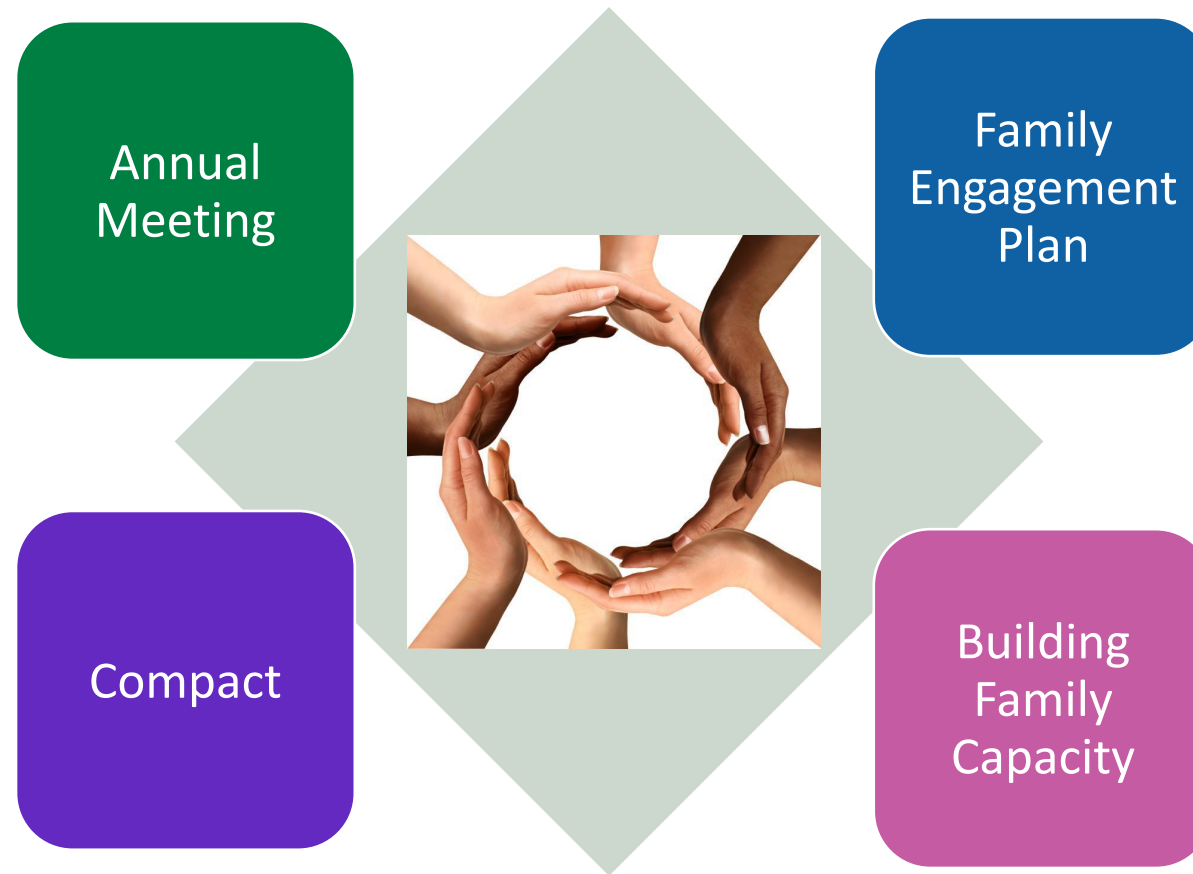 Annual
Meeting
Family
Engagement
Plan
Compact
Building
Family
Capacity